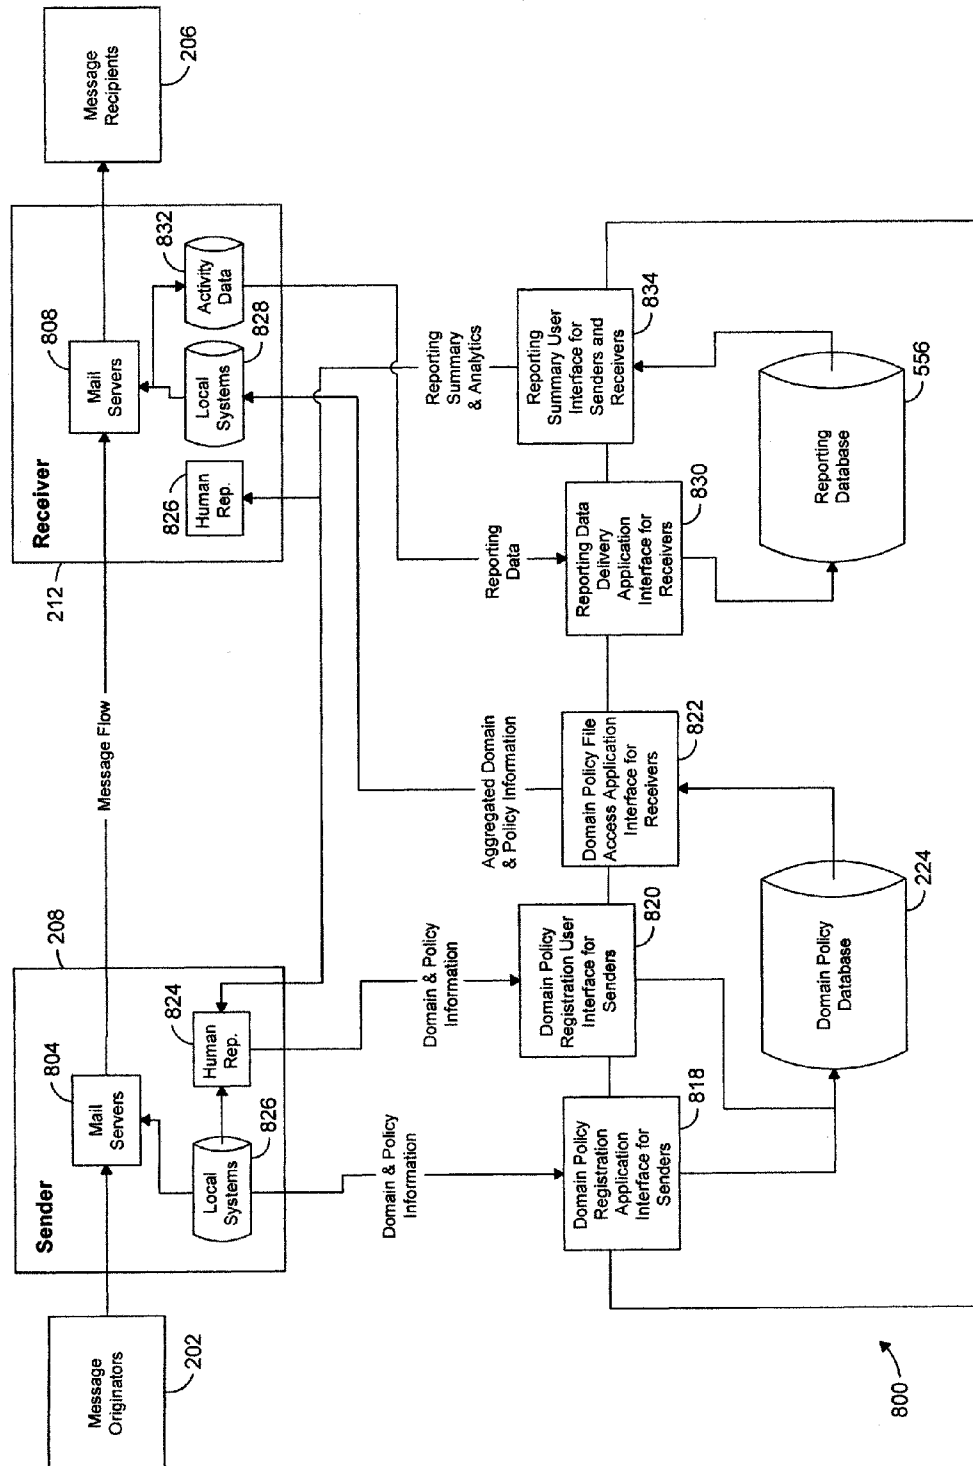 Message
Originators
202
Sender
208
Mail
Servers
804
Local
Systems
826
Human
Rep.
824
Message Flow
Receiver
212
Mail
Servers
808
Human
Rep.
826
Local
Systems
828
Activity
Data
832
Message
Recipients
206
Domain & Policy
Information
Domain & Policy
Information
Aggregated Domain
& Policy Information
Reporting
Data
Reporting
Summary
& Analytics
Domain Policy
Registration
Application
Interface for
Senders
818
Domain Policy
Registration User
Interface for
Senders
820
Domain Policy File
Access Application
Interface for
Receivers
822
Reporting Data
Delivery
Application
Interface for
Receivers
830
Reporting
Summary User
Interface for
Senders and
Receivers
834
Domain Policy
Database
224
Reporting
Database
556
800